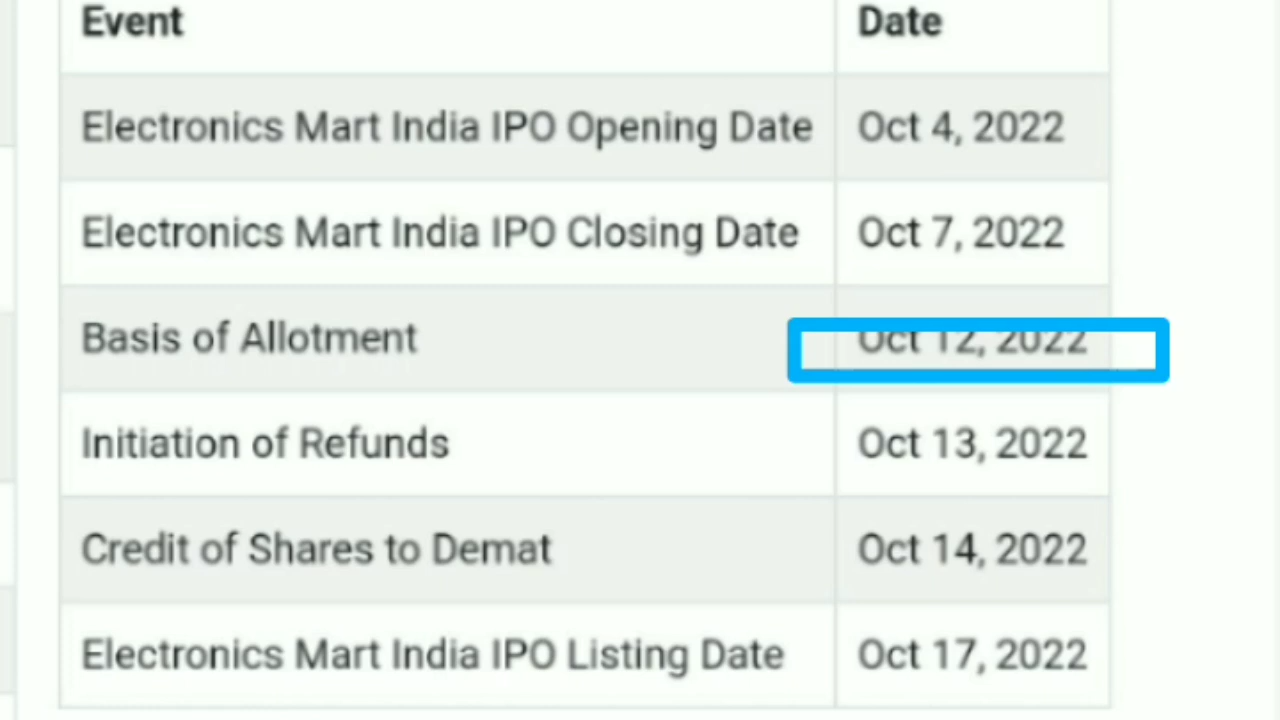 Event Date
Electronics Mart India IPO Opening Date Oct 4, 2022
Electronics Mart India IPO Closing Date Oct 7, 2022
Basis of Allotment Oct 12, 2022
Initiation of Refunds Oct 13, 2022
Credit of Shares to Demat Oct 14, 2022
Electronics Mart India IPO Listing Date Oct 17, 2022